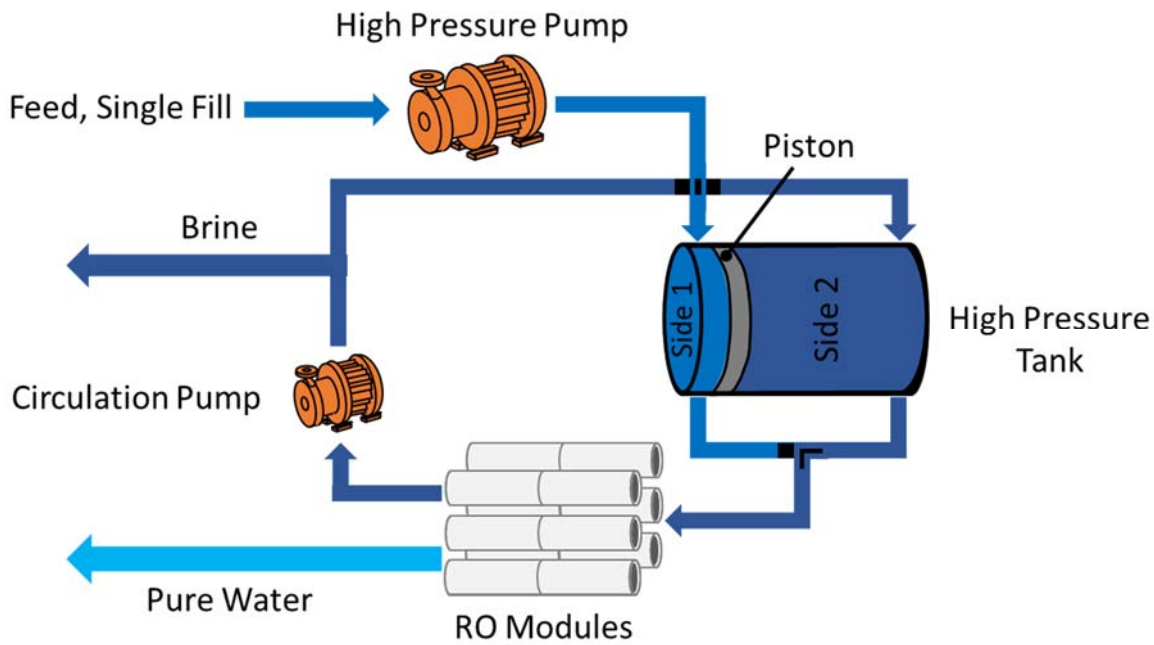 High Pressure Pump
Feed, Single Fill
Piston
Brine
Side 1
Side 2
High Pressure
Tank
Circulation Pump
Pure Water
RO Modules